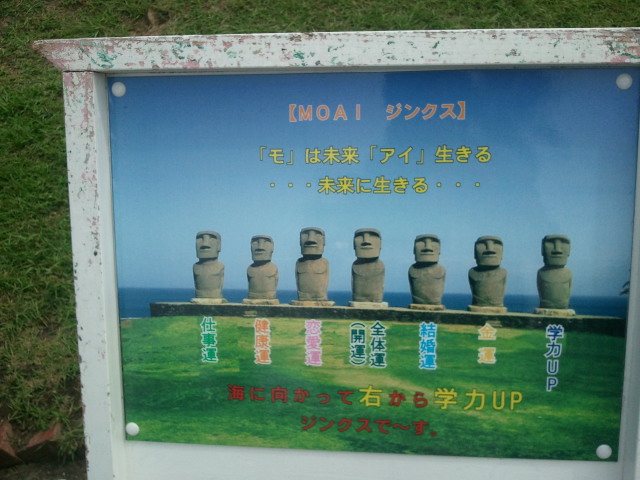 【MOAI ジンクス】
「モ」は未来「アイ」生きる
・・・未来に生きる・・・
仕事運
健康運
恋愛運
全体運
(開運)
結婚運
金運
学力UP
海に向かって右から学力UP
ジンクスで〜す。